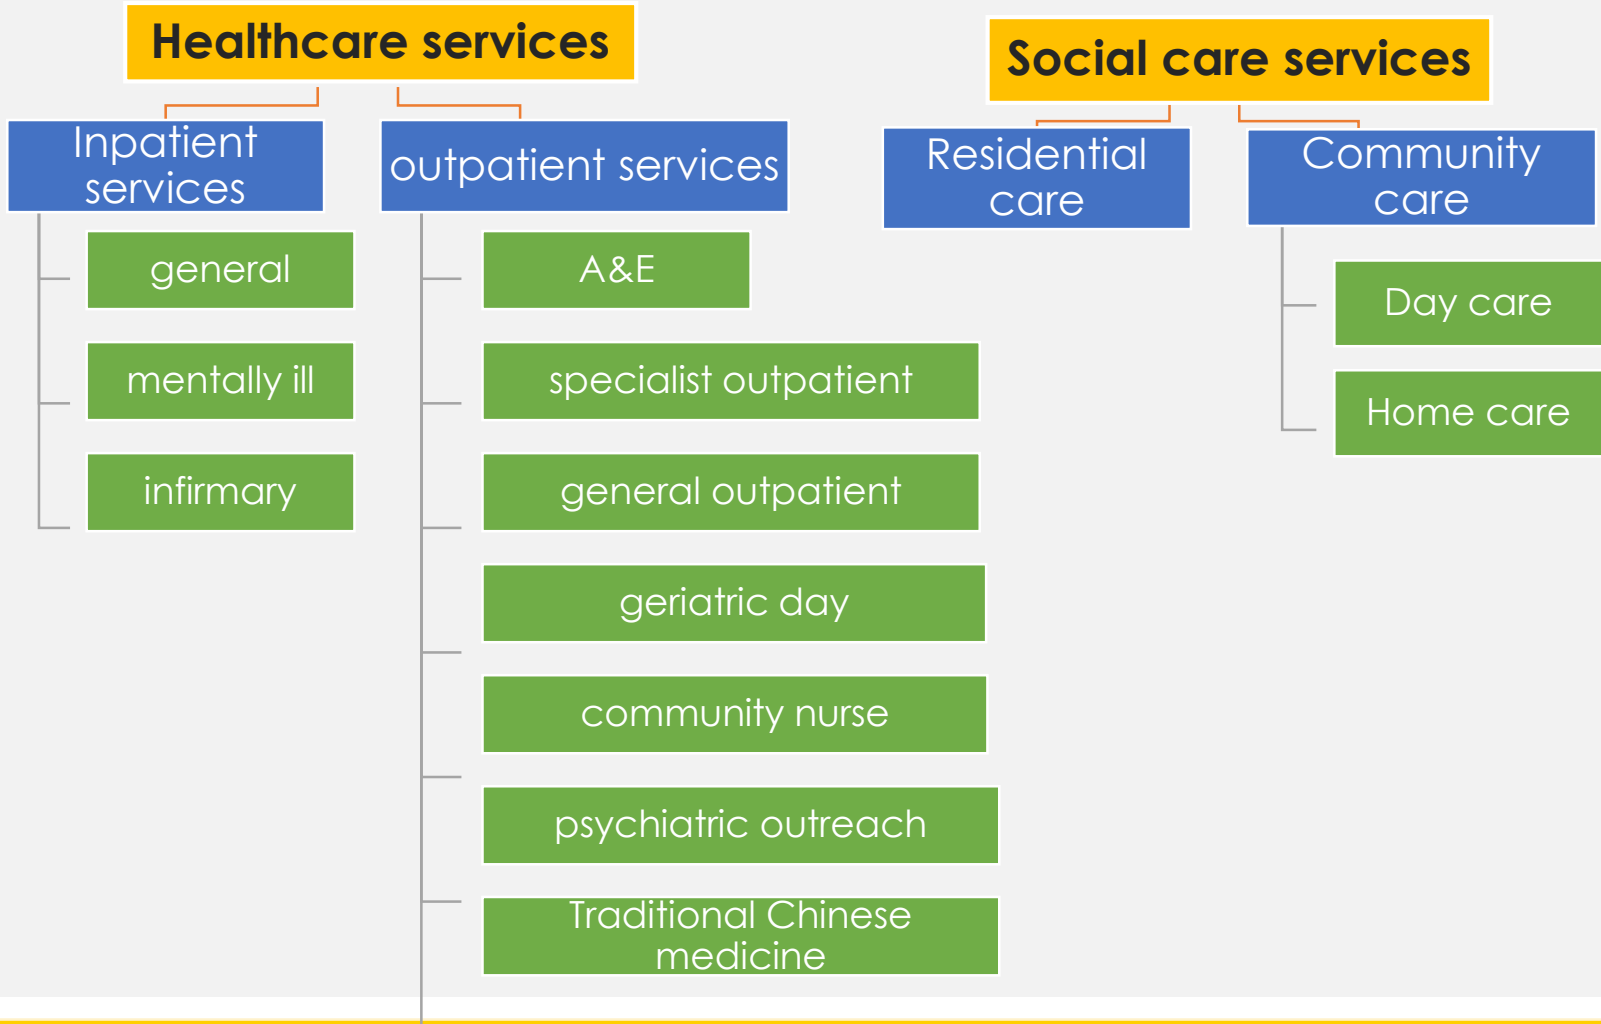 Healthcare services
Inpatient
services
general
mentally ill
infirmary
outpatient services
A&E
specialist outpatient
general outpatient
geriatric day
community nurse
psychiatric outreach
Traditional Chinese
medicine
Social care services
Residential
care
Community
care
Day care
Home care